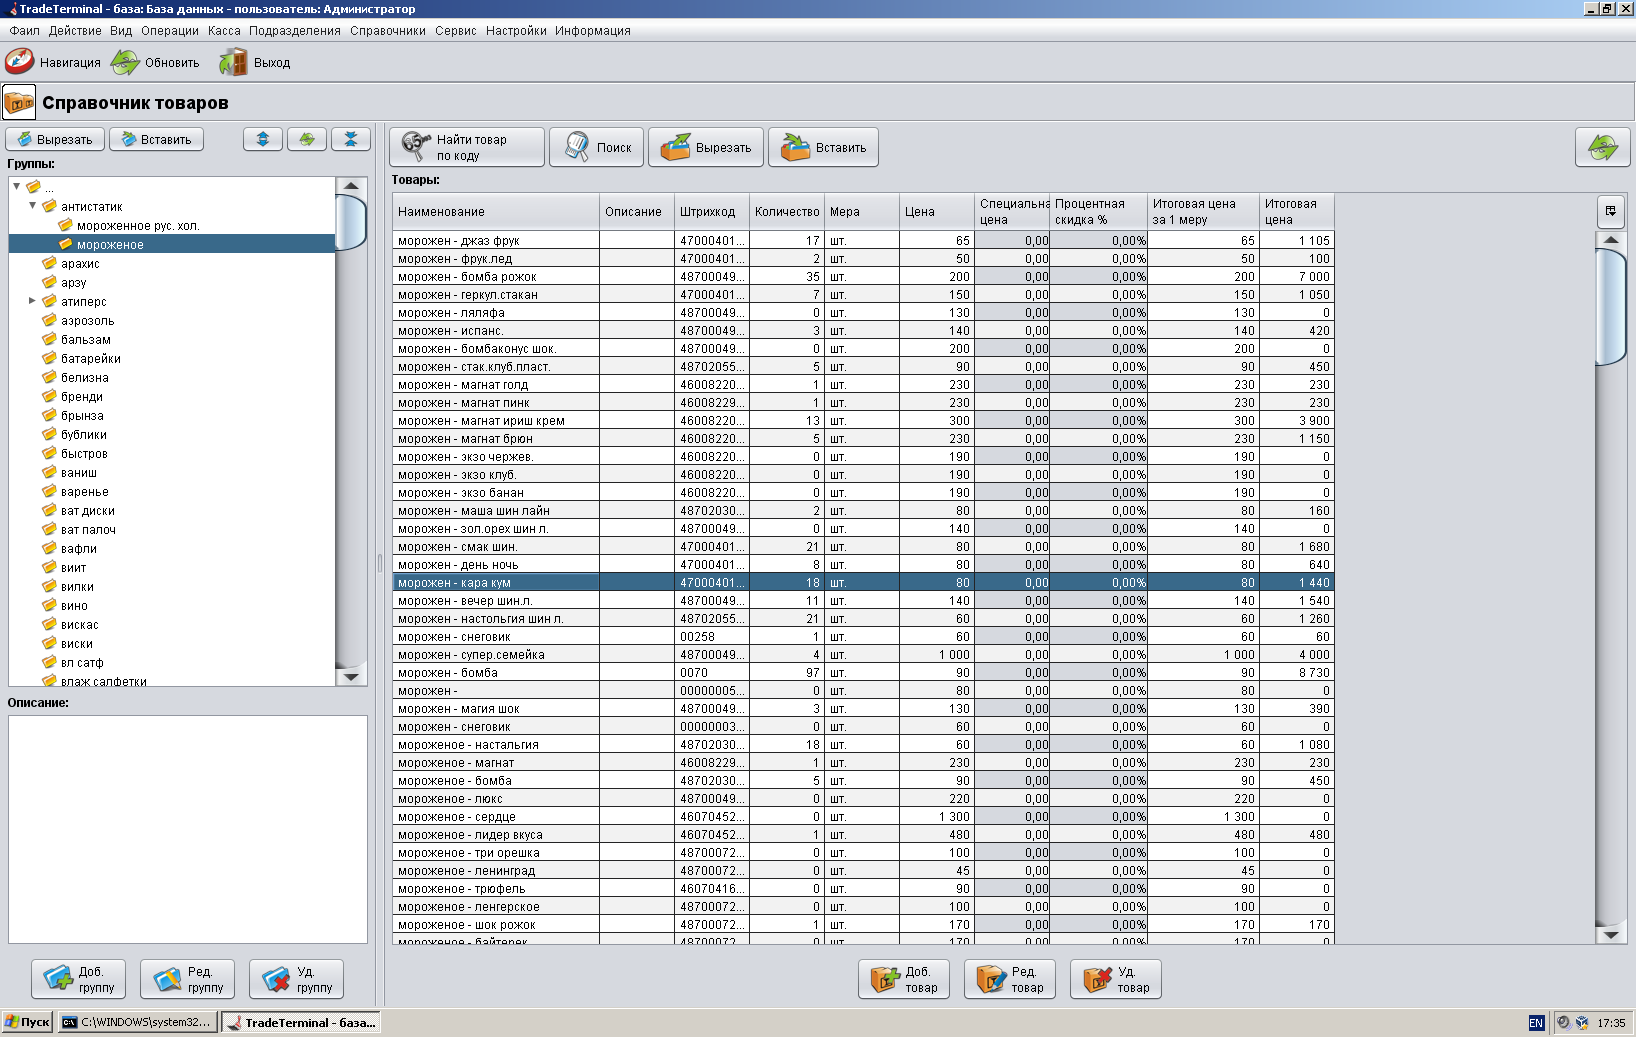 TradeTerminal - база: База данных - пользователь: Администратор
Фаил Действие Вид Операции Касса Подразделения Справочники Сервис Настройки Информация
Навигация Обновить Выход
Справочник товаров
Вырезать Вставить
Найти товар по коду Поиск Вырезать Вставить
Группы:
...
антистатик
мороженное рус. хол.
мороженое
арахис
арзу
атиперс
аэрозоль
бальзам
батарейки
белизна
бренди
брынза
бублики
быстров
ваниш
варенье
ват диски
ват палоч
вафли
виит
вилки
вино
вискас
виски
вл сатф
влаж салфетки
Описание:
Доб. группу Ред. группу Уд. группу
Товары:
Наименование Описание Штрихкод Количество Мера Цена Специальна цена Процентная скидка % Итоговая цена за 1 меру Итоговая цена
морожен - джаз фрук 47000401... 17 шт. 65 0,00 0,00% 65 1 105
морожен - фрук.лед 47000401... 2 шт. 50 0,00 0,00% 50 100
морожен - бомба рожок 48700049... 35 шт. 200 0,00 0,00% 200 7 000
морожен - геркул.стакан 47000401... 7 шт. 150 0,00 0,00% 150 1 050
морожен - ляляфа 48700049... 0 шт. 130 0,00 0,00% 130 0
морожен - испанс. 48700049... 3 шт. 140 0,00 0,00% 140 420
морожен - бомбаконус шок. 48700049... 0 шт. 200 0,00 0,00% 200 0
морожен - стак.клуб.пласт. 48702055... 5 шт. 90 0,00 0,00% 90 450
морожен - магнат голд 46008220... 1 шт. 230 0,00 0,00% 230 230
морожен - магнат пинк 46008229... 1 шт. 230 0,00 0,00% 230 230
морожен - магнат ириш крем 46008220... 13 шт. 300 0,00 0,00% 300 3 900
морожен - магнат брюн 46008220... 5 шт. 230 0,00 0,00% 230 1 150
морожен - экзо чержев. 46008220... 0 шт. 190 0,00 0,00% 190 0
морожен - экзо клуб. 46008220... 0 шт. 190 0,00 0,00% 190 0
морожен - экзо банан 46008220... 0 шт. 190 0,00 0,00% 190 0
морожен - маша шин лайн 48702030... 2 шт. 80 0,00 0,00% 80 160
морожен - зол.орех шин л. 48700049... 0 шт. 140 0,00 0,00% 140 0
морожен - смак шин. 47000401... 21 шт. 80 0,00 0,00% 80 1 680
морожен - день ночь 47000401... 8 шт. 80 0,00 0,00% 80 640
морожен - кара кум 47000401... 18 шт. 80 0,00 0,00% 80 1 440
морожен - вечер шин.л. 48700049... 11 шт. 140 0,00 0,00% 140 1 540
морожен - настольгия шин л. 48702055... 21 шт. 60 0,00 0,00% 60 1 260
морожен - снеговик 00258 1 шт. 60 0,00 0,00% 60 60
морожен - супер.семейка 48700049... 4 шт. 1 000 0,00 0,00% 1 000 4 000
морожен - бомба 0070 97 шт. 90 0,00 0,00% 90 8 730
морожен - 00000005... 0 шт. 80 0,00 0,00% 80 0
морожен - магия шок 48700049... 3 шт. 130 0,00 0,00% 130 390
морожен - снеговик 00000003... 0 шт. 60 0,00 0,00% 60 0
мороженое - настальгия 48702030... 18 шт. 60 0,00 0,00% 60 1 080
мороженое - магнат 46008229... 1 шт. 230 0,00 0,00% 230 230
мороженое - бомба 48702030... 5 шт. 90 0,00 0,00% 90 450
мороженое - люкс 48700049... 0 шт. 220 0,00 0,00% 220 0
мороженое - сердце 46070452... 0 шт. 1 300 0,00 0,00% 1 300 0
мороженое - лидер вкуса 46070452... 1 шт. 480 0,00 0,00% 480 480
мороженое - три орешка 48700072... 0 шт. 100 0,00 0,00% 100 0
мороженое - ленинград 48700072... 0 шт. 45 0,00 0,00% 45 0
мороженое - трюфель 46070416... 0 шт. 90 0,00 0,00% 90 0
мороженое - ленгерское 48700072... 0 шт. 100 0,00 0,00% 100 0
мороженое - шок рожок 48700072... 1 шт. 170 0,00 0,00% 170 170
мороженое - байтерек 48700072... 0 шт. 170 0,00 0,00% 170 0
Доб. товар Ред. товар Уд. товар
Пуск C:\WINDOWS\system32... TradeTerminal - база... EN 17:35